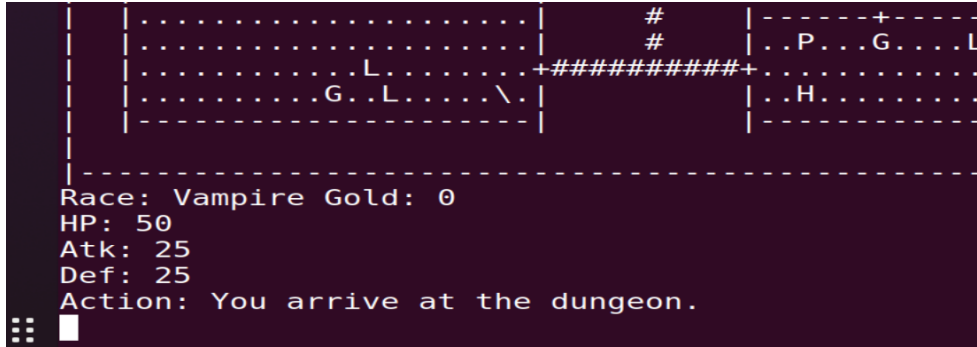 |  |.....................|     #    |------+-----
|  |.....................|     #    |..P...G....L
|  |............L........+##########+............
|  |..........G..L.....\.|          |..H.........
|  |---------------------|          |------------
|
|------------------------------------------------
Race: Vampire Gold: 0
HP: 50
Atk: 25
Def: 25
Action: You arrive at the dungeon.